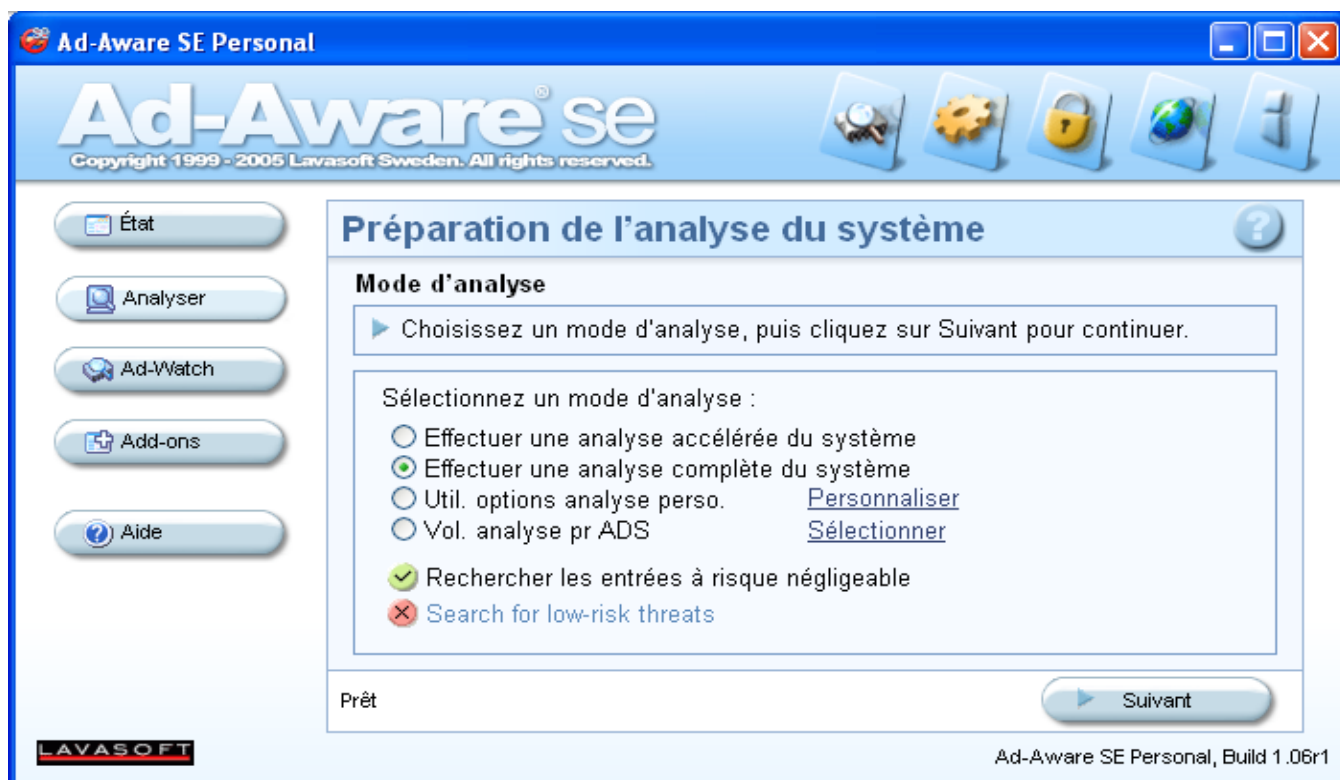 Ad-Aware SE Personal
Ad-Aware® se
Copyright 1999 - 2005 Lavasoft Sweden. All rights reserved.
État
Analyser
Ad-Watch
Add-ons
Aide
Préparation de l'analyse du système
?
Mode d'analyse
Choisissez un mode d'analyse, puis cliquez sur Suivant pour continuer.
Sélectionnez un mode d'analyse :
Effectuer une analyse accélérée du système
Effectuer une analyse complète du système
Util. options analyse perso. Personnaliser
Vol. analyse pr ADS Sélectionner
Rechercher les entrées à risque négligeable
Search for low-risk threats
Prêt
Suivant
LAVASOFT
Ad-Aware SE Personal, Build 1.06r1